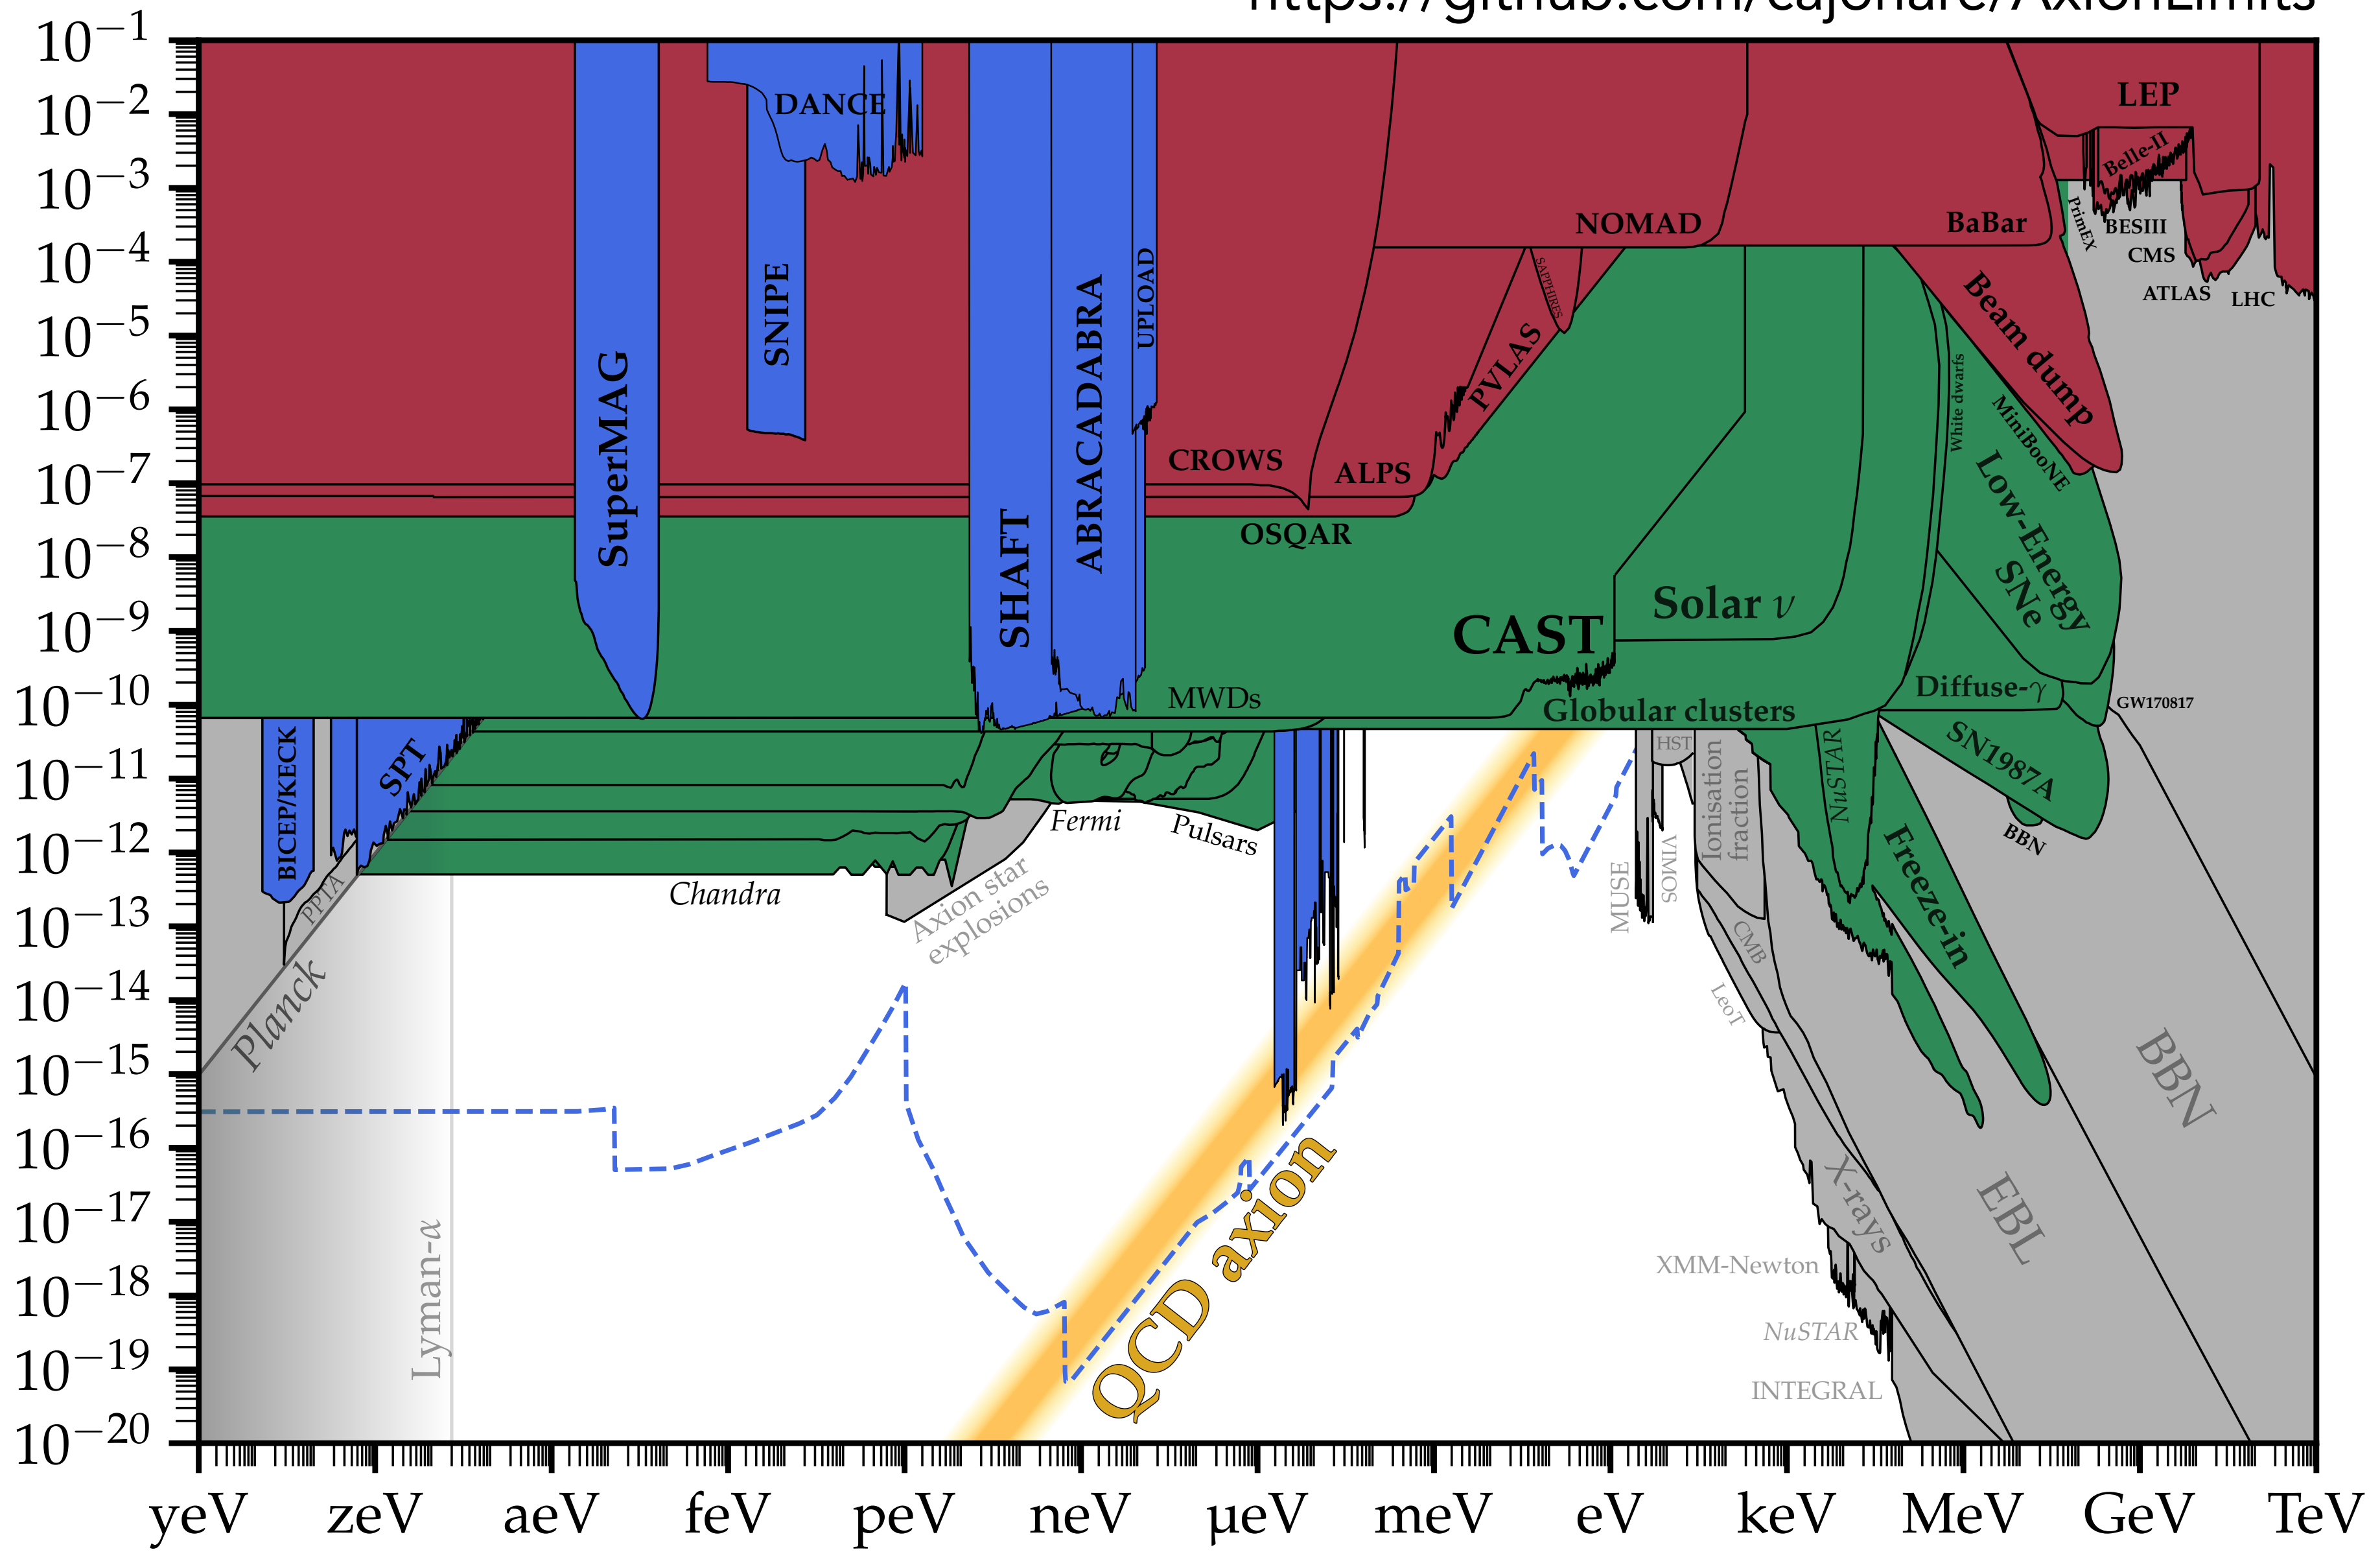 https://github.com/cajohare/AxionLimits
10−1
10−2
10−3
10−4
10−5
10−6
10−7
10−8
10−9
10−10
10−11
10−12
10−13
10−14
10−15
10−16
10−17
10−18
10−19
10−20
DANCE
SNIPE
SuperMAG
SHAFT
ABRACADABRA
UPLOAD
CROWS
ALPS
OSQAR
PVLAS
SAPPHIRES
NOMAD
BaBar
LEP
Belle-II
PrimEX
BESIII
CMS
ATLAS
LHC
Beam dump
White dwarfs
MiniBooNE
Low-Energy
SNe
CAST
Solar ν
MWDs
Globular clusters
Diffuse-γ
GW170817
SN1987A
BBN
BICEP/KECK
SPT
PPTA
Planck
Lyman-α
Chandra
Fermi
Pulsars
Axion star
explosions
QCD axion
HST
MUSE
VIMOS
Ionisation
fraction
NuSTAR
Freeze-in
CMB
LeoT
X-rays
EBL
BBN
XMM-Newton
NuSTAR
INTEGRAL
yeV
zeV
aeV
feV
peV
neV
μeV
meV
eV
keV
MeV
GeV
TeV